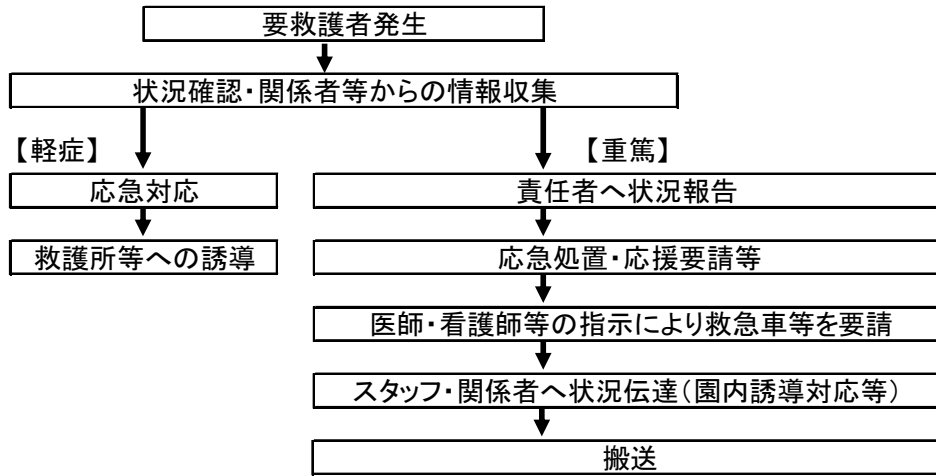 要救護者発生
状況確認・関係者等からの情報収集
【軽症】
【重篤】
応急対応
責任者へ状況報告
救護所等への誘導
応急処置・応援要請等
医師・看護師等の指示により救急車等を要請
スタッフ・関係者へ状況伝達（園内誘導対応等）
搬送